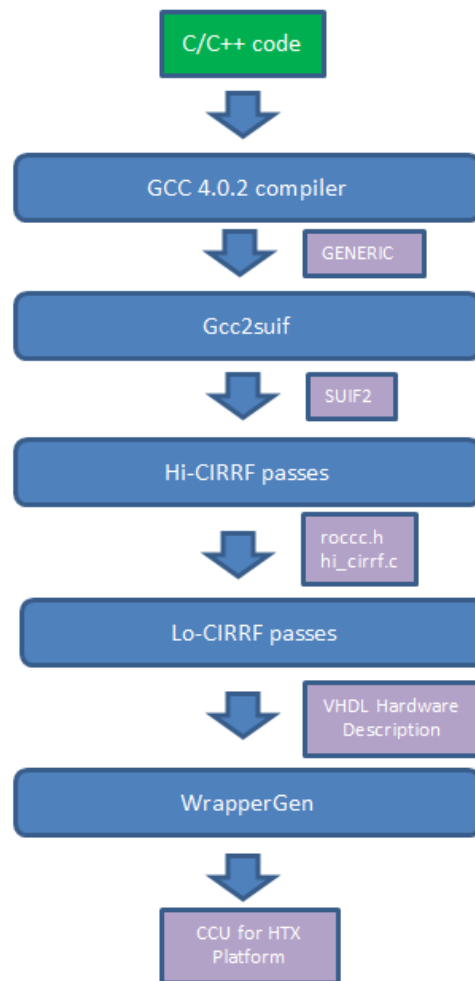 C/C++ code
GCC 4.0.2 compiler
GENERIC
Gcc2suif
SUIF2
Hi-CIRRF passes
roccc.h
hi_cirrf.c
Lo-CIRRF passes
VHDL Hardware
Description
WrapperGen
CCU for HTX
Platform